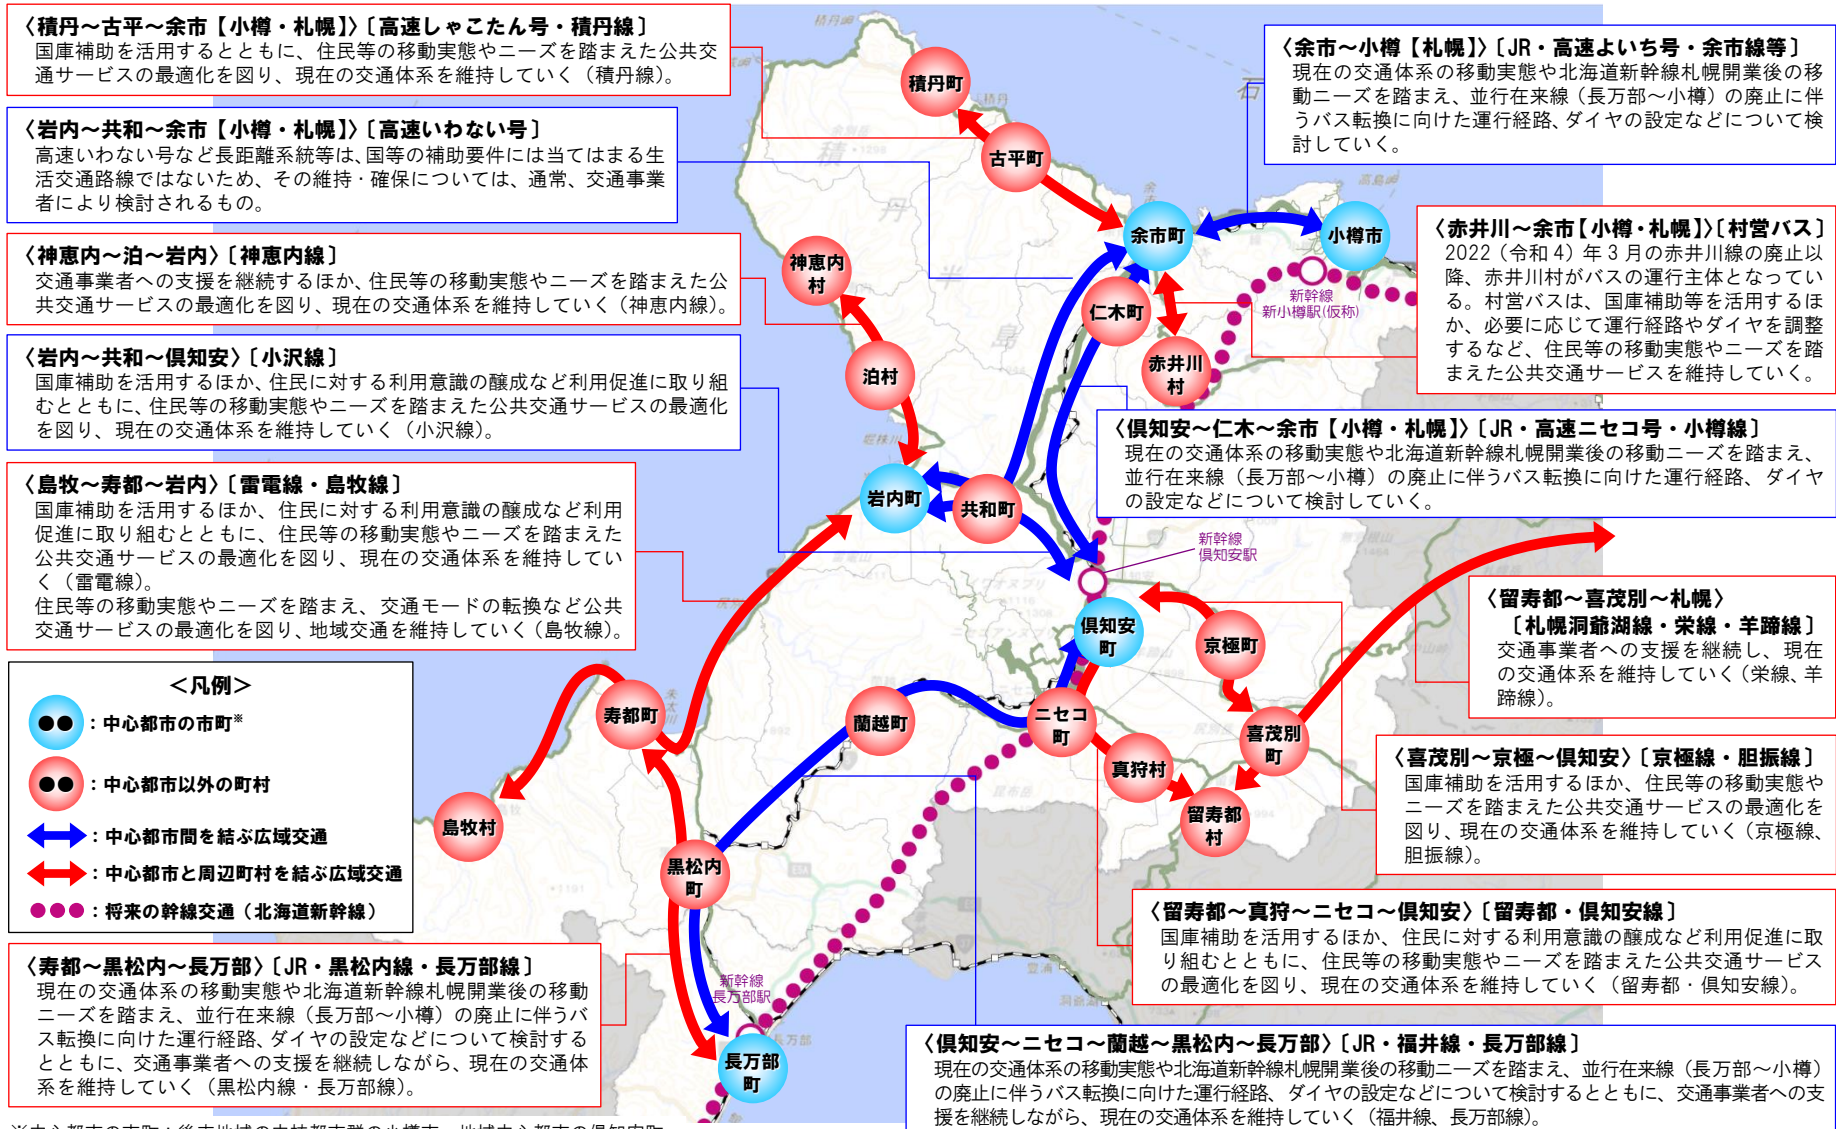 〈積丹～古平～余市【小樽・札幌】〉〔高速しゃこたん号・積丹線〕
国庫補助を活用するとともに、住民等の移動実態やニーズを踏まえた公共交
通サービスの最適化を図り、現在の交通体系を維持していく（積丹線）。
〈岩内～共和～余市【小樽・札幌】〉〔高速いわない号〕
高速いわない号など長距離系統等は、国等の補助要件には当てはまる生
活交通路線ではないため、その維持・確保については、通常、交通事業
者により検討されるもの。
〈神恵内～泊～岩内〉〔神恵内線〕
交通事業者への支援を継続するほか、住民等の移動実態やニーズを踏まえた公
共交通サービスの最適化を図り、現在の交通体系を維持していく（神恵内線）。
〈岩内～共和～倶知安〉〔小沢線〕
国庫補助を活用するほか、住民に対する利用意識の醸成など利用促進に取り組
むとともに、住民等の移動実態やニーズを踏まえた公共交通サービスの最適化
を図り、現在の交通体系を維持していく（小沢線）。
〈島牧～寿都～岩内〉〔雷電線・島牧線〕
国庫補助を活用するほか、住民に対する利用意識の醸成など利用
促進に取り組むとともに、住民等の移動実態やニーズを踏まえた
公共交通サービスの最適化を図り、現在の交通体系を維持してい
く（雷電線）。
住民等の移動実態やニーズを踏まえ、交通モードの転換など公共
交通サービスの最適化を図り、地域交通を維持していく（島牧線）。
＜凡例＞
●●：中心都市の市町※
●●：中心都市以外の町村
：中心都市間を結ぶ広域交通
：中心都市と周辺町村を結ぶ広域交通
●●●：将来の幹線交通（北海道新幹線）
〈寿都～黒松内～長万部〉〔JR・黒松内線・長万部線〕
現在の交通体系の移動実態や北海道新幹線札幌開業後の移動
ニーズを踏まえ、並行在来線（長万部～小樽）の廃止に伴うバ
ス転換に向けた運行経路、ダイヤの設定などについて検討する
とともに、交通事業者への支援を継続しながら、現在の交通体
系を維持していく（黒松内線・長万部線）。
積丹岬
積丹町
積丹
古平町
余市町
小樽市
高島岬
神恵内
村
仁木町
新幹線
新小樽駅(仮称)
泊村
赤井川
村
積
丹
半
島
堀株川
岩内町
共和町
新幹線
倶知安駅
倶知安
町
京極町
寿都町
蘭越町
ニセコ
町
喜茂別
町
真狩村
留寿都
村
島牧村
黒松内
町
新幹線
長万部駅
長万部
町
長万部
豊浦
〈余市～小樽【札幌】〉〔JR・高速よいち号・余市線等〕
現在の交通体系の移動実態や北海道新幹線札幌開業後の移
動ニーズを踏まえ、並行在来線（長万部～小樽）の廃止に伴
うバス転換に向けた運行経路、ダイヤの設定などについて検
討していく。
〈赤井川～余市【小樽・札幌】〉〔村営バス〕
2022（令和４）年３月の赤井川線の廃止以
降、赤井川村がバスの運行主体となってい
る。村営バスは、国庫補助等を活用するほ
か、必要に応じて運行経路やダイヤを調整
するなど、住民等の移動実態やニーズを踏
まえた公共交通サービスを維持していく。
〈倶知安～仁木～余市【小樽・札幌】〉〔JR・高速ニセコ号・小樽線〕
現在の交通体系の移動実態や北海道新幹線札幌開業後の移動ニーズを踏まえ、
並行在来線（長万部～小樽）の廃止に伴うバス転換に向けた運行経路、ダイヤ
の設定などについて検討していく。
〈留寿都～喜茂別～札幌〉
〔札幌洞爺湖線・栄線・羊蹄線〕
交通事業者への支援を継続し、現在
の交通体系を維持していく（栄線、羊
蹄線）。
〈喜茂別～京極～倶知安〉〔京極線・胆振線〕
国庫補助を活用するほか、住民等の移動実態や
ニーズを踏まえた公共交通サービスの最適化を
図り、現在の交通体系を維持していく（京極線、
胆振線）。
〈留寿都～真狩～ニセコ～倶知安〉〔留寿都・倶知安線〕
国庫補助を活用するほか、住民に対する利用意識の醸成など利用促進に取
り組むとともに、住民等の移動実態やニーズを踏まえた公共交通サービス
の最適化を図り、現在の交通体系を維持していく（留寿都・倶知安線）。
〈倶知安～ニセコ～蘭越～黒松内～長万部〉〔JR・福井線・長万部線〕
現在の交通体系の移動実態や北海道新幹線札幌開業後の移動ニーズを踏まえ、並行在来線（長万部～小樽）
の廃止に伴うバス転換に向けた運行経路、ダイヤの設定などについて検討するとともに、交通事業者への支
援を継続しながら、現在の交通体系を維持していく（福井線、長万部線）。